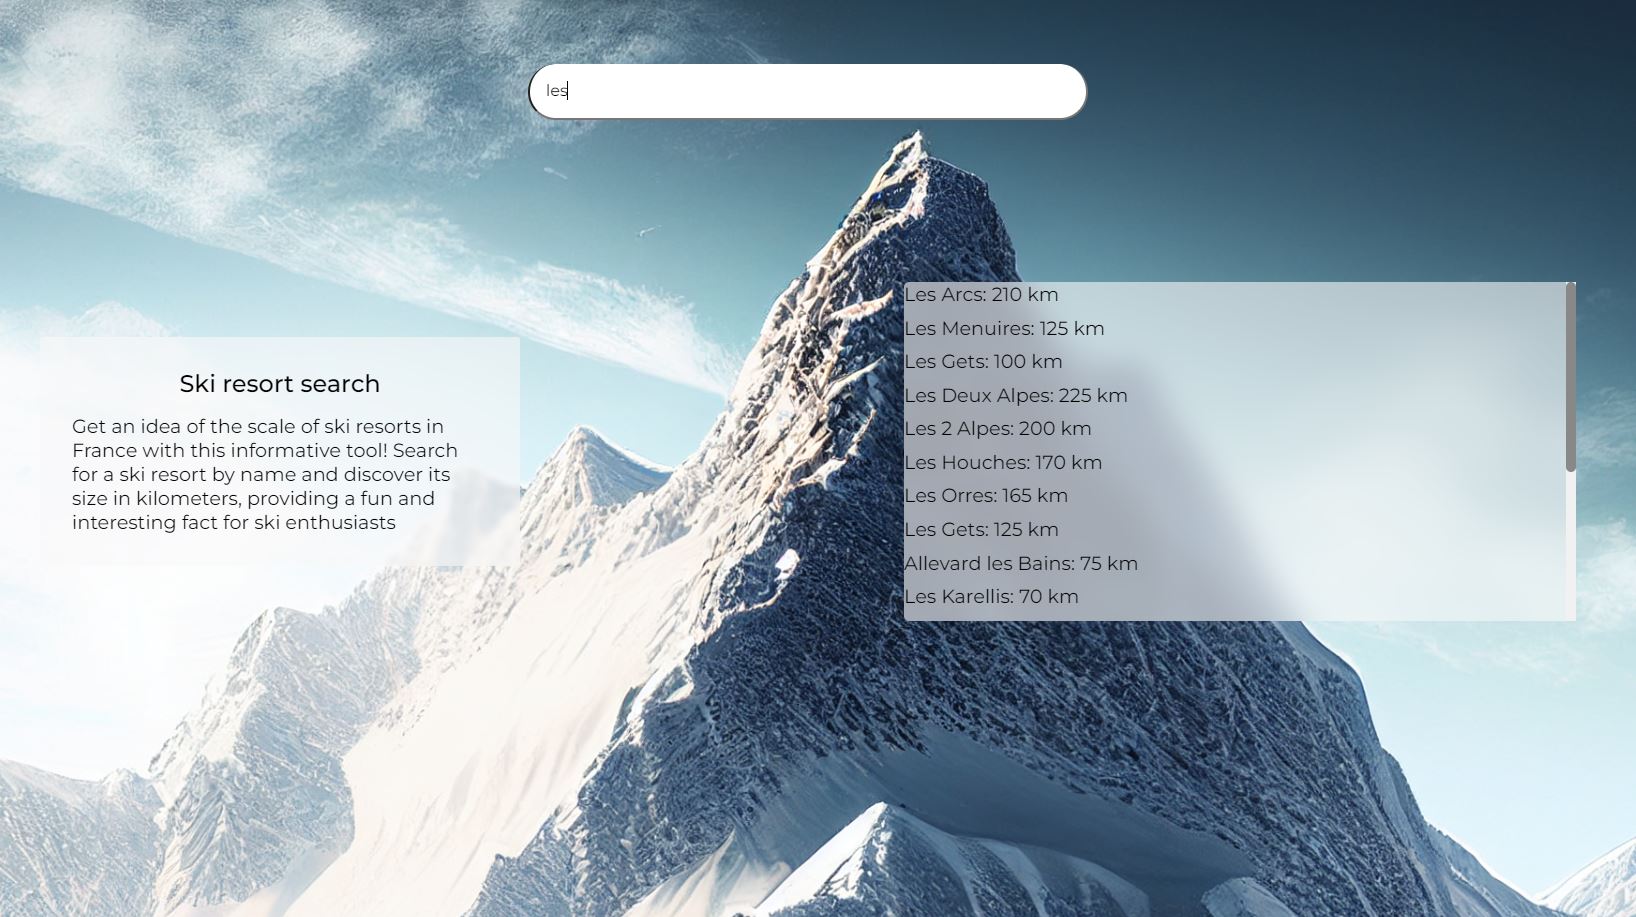 les
Ski resort search
Get an idea of the scale of ski resorts in
France with this informative tool! Search
for a ski resort by name and discover its
size in kilometers, providing a fun and
interesting fact for ski enthusiasts
Les Arcs: 210 km
Les Menuires: 125 km
Les Gets: 100 km
Les Deux Alpes: 225 km
Les 2 Alpes: 200 km
Les Houches: 170 km
Les Orres: 165 km
Les Gets: 125 km
Allevard les Bains: 75 km
Les Karellis: 70 km